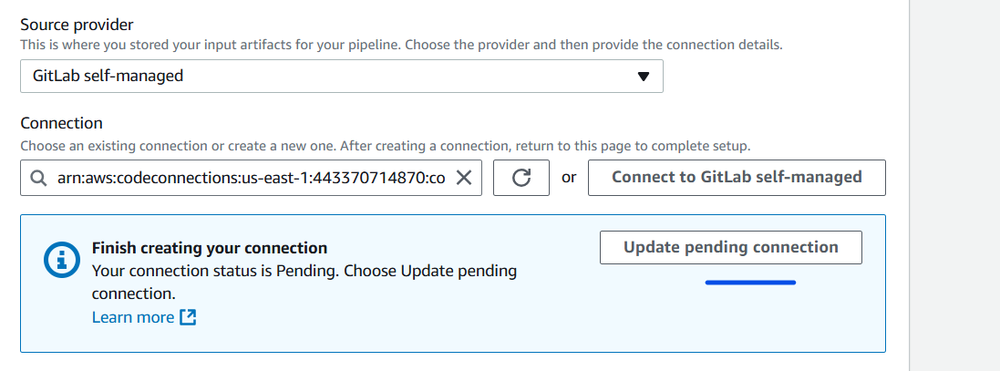 Source provider
This is where you stored your input artifacts for your pipeline. Choose the provider and then provide the connection details.
GitLab self-managed
Connection
Choose an existing connection or create a new one. After creating a connection, return to this page to complete setup.
arn:aws:codeconnections:us-east-1:443370714870:co
or
Connect to GitLab self-managed
Finish creating your connection
Update pending connection
Your connection status is Pending. Choose Update pending
connection.
Learn more